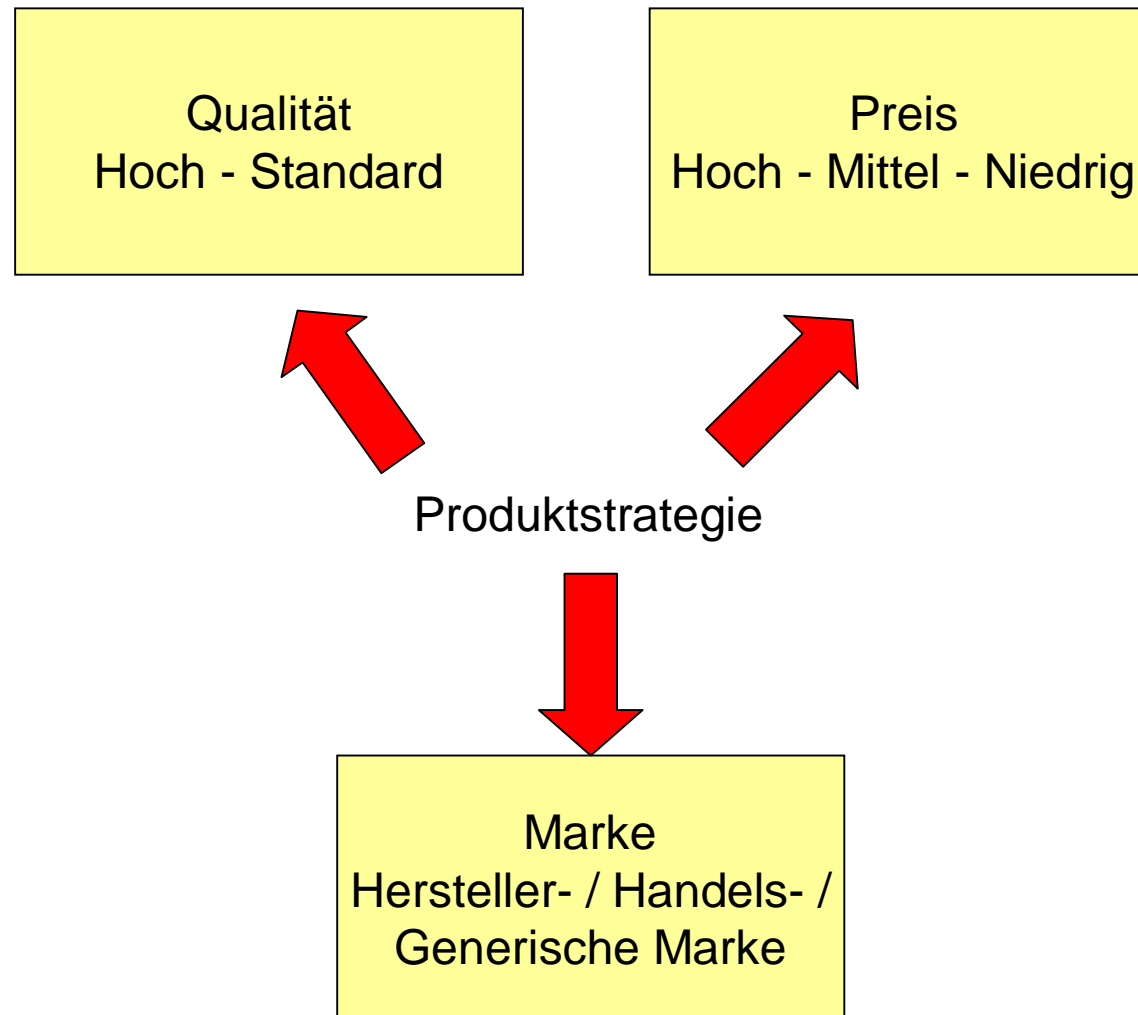 Qualität
Hoch - Standard
Preis
Hoch - Mittel - Niedrig
Produktstrategie
Marke
Hersteller- / Handels- /
Generische Marke